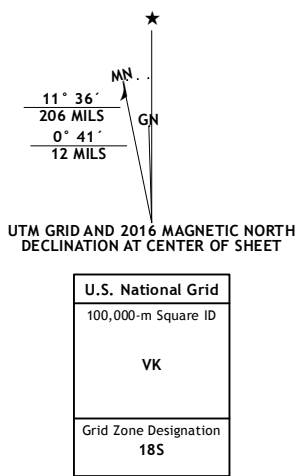 ★
MN
11° 36´
206 MILS
GN
0° 41´
12 MILS
UTM GRID AND 2016 MAGNETIC NORTH
DECLINATION AT CENTER OF SHEET
U.S. National Grid
100,000-m Square ID
VK
Grid Zone Designation
18S